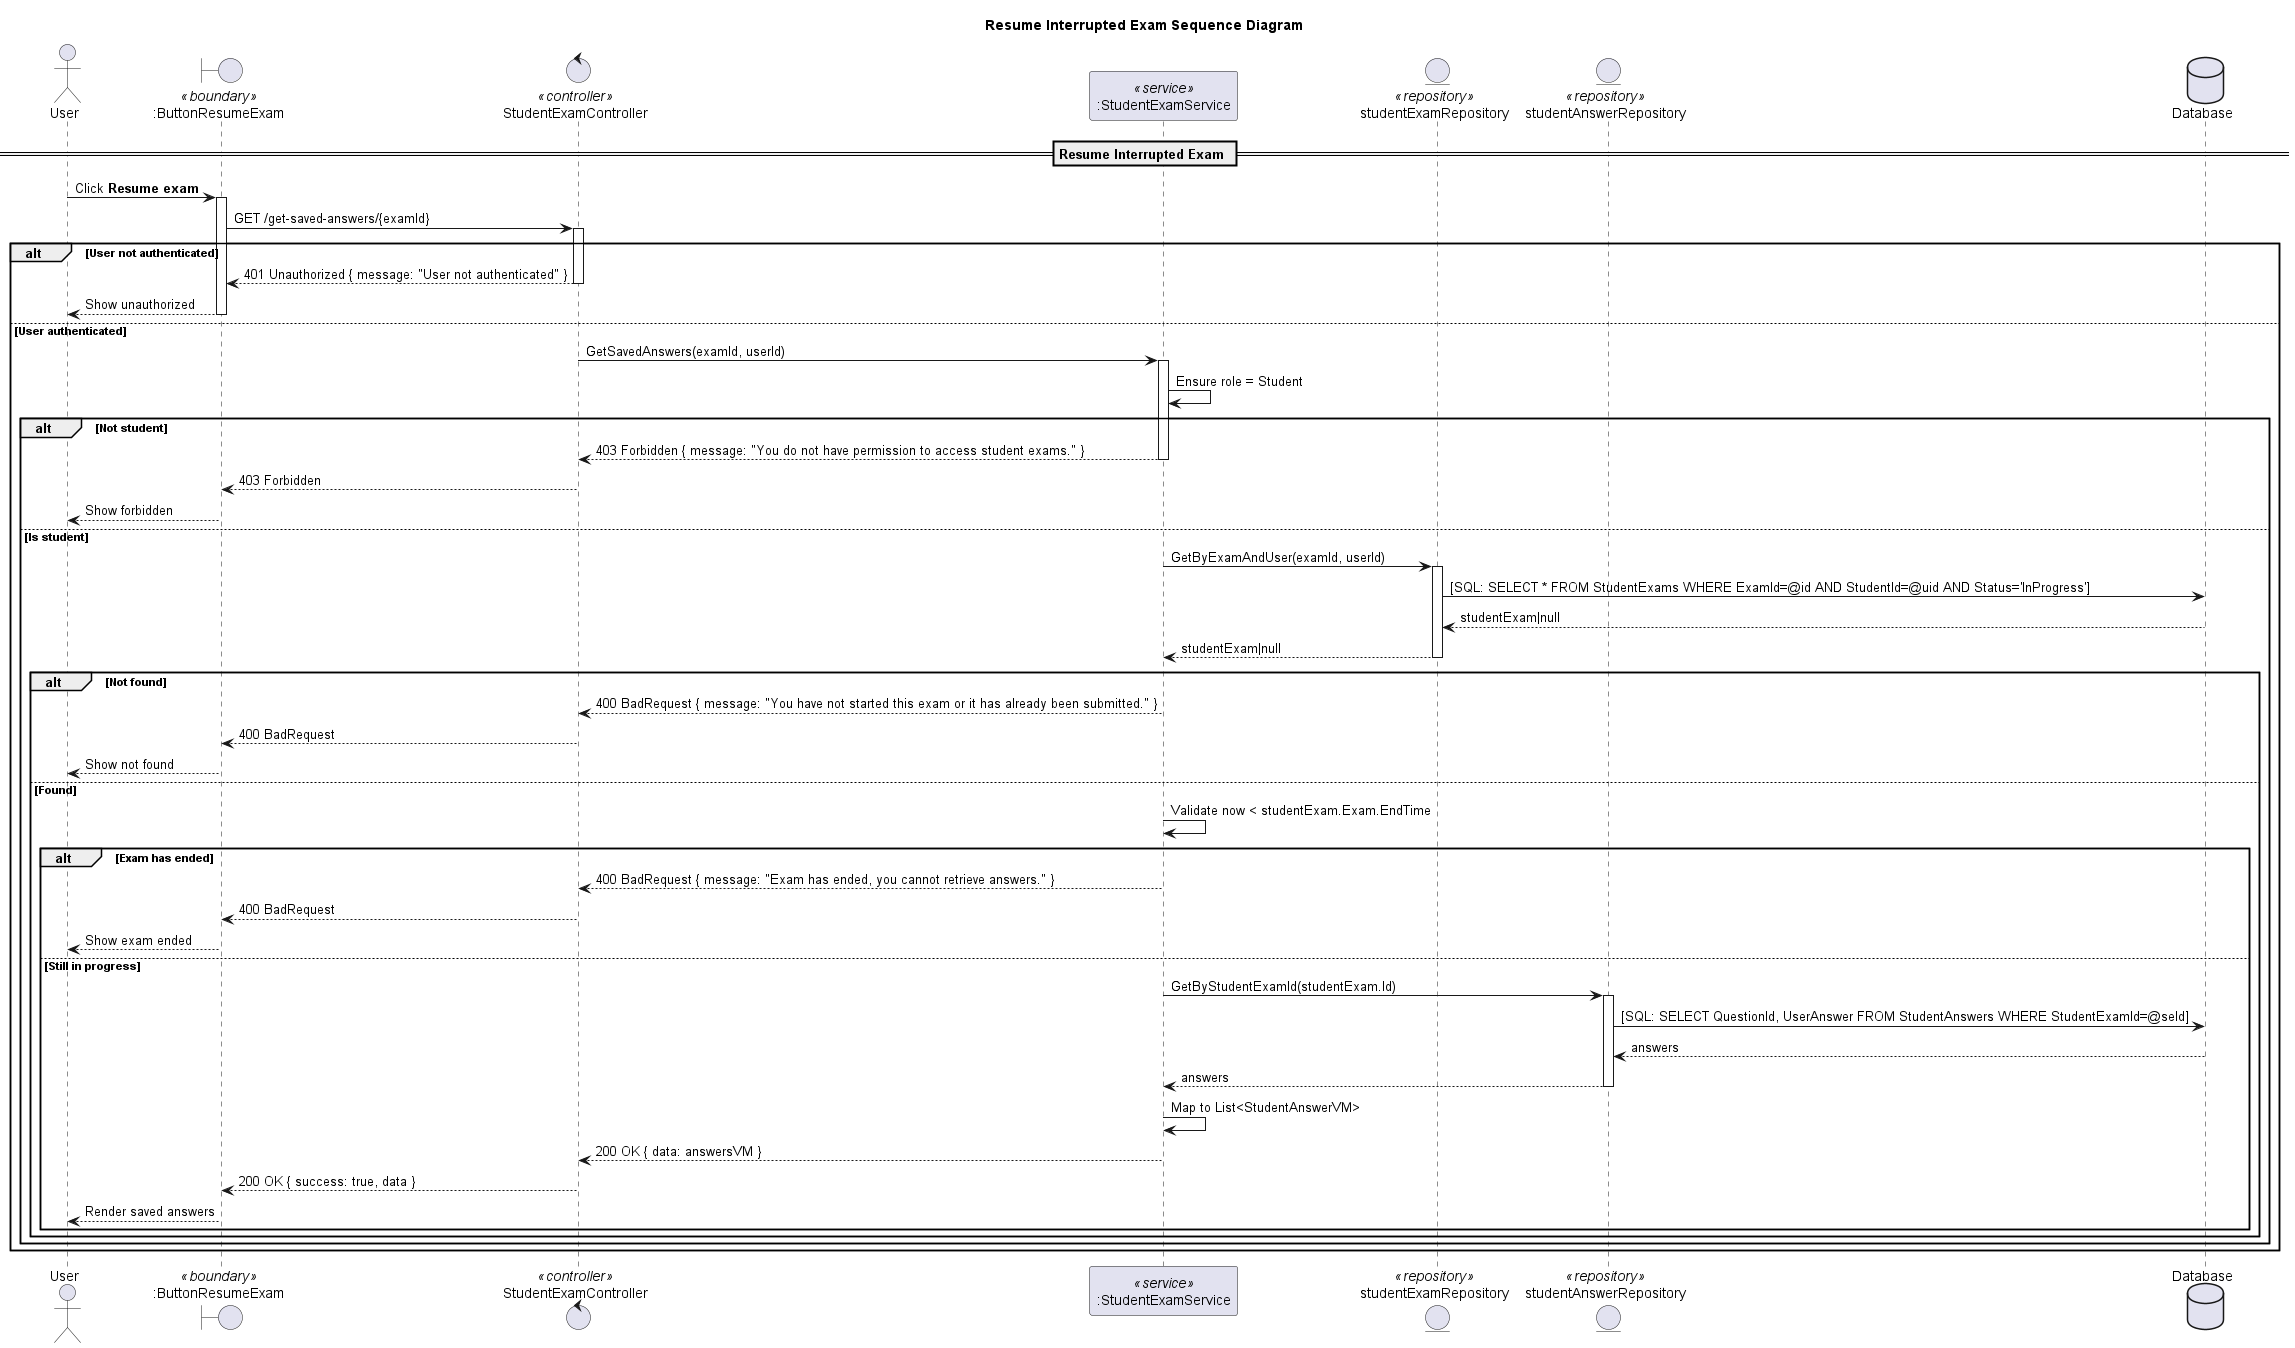 Resume Interrupted Exam Sequence Diagram
«boundary» «controller» «service» «repository» «repository»
User :ButtonResumeExam StudentExamController :StudentExamService studentExamRepository studentAnswerRepository Database
Resume Interrupted Exam
Click Resume exam
GET /get-saved-answers/{examId}
alt [User not authenticated]
401 Unauthorized { message: "User not authenticated" }
Show unauthorized
[User authenticated]
GetSavedAnswers(examId, userId)
Ensure role = Student
alt [Not student]
403 Forbidden { message: "You do not have permission to access student exams." }
403 Forbidden
Show forbidden
[Is student]
GetByExamAndUser(examId, userId)
[SQL: SELECT * FROM StudentExams WHERE ExamId=@id AND StudentId=@uid AND Status='InProgress']
studentExam|null
studentExam|null
alt [Not found]
400 BadRequest { message: "You have not started this exam or it has already been submitted." }
400 BadRequest
Show not found
[Found]
Validate now < studentExam.Exam.EndTime
alt [Exam has ended]
400 BadRequest { message: "Exam has ended, you cannot retrieve answers." }
400 BadRequest
Show exam ended
[Still in progress]
GetByStudentExamId(studentExam.Id)
[SQL: SELECT QuestionId, UserAnswer FROM StudentAnswers WHERE StudentExamId=@seId]
answers
answers
Map to List<StudentAnswerVM>
200 OK { data: answersVM }
200 OK { success: true, data }
Render saved answers
User «boundary» «controller» «service» «repository» «repository» Database
:ButtonResumeExam StudentExamController :StudentExamService studentExamRepository studentAnswerRepository